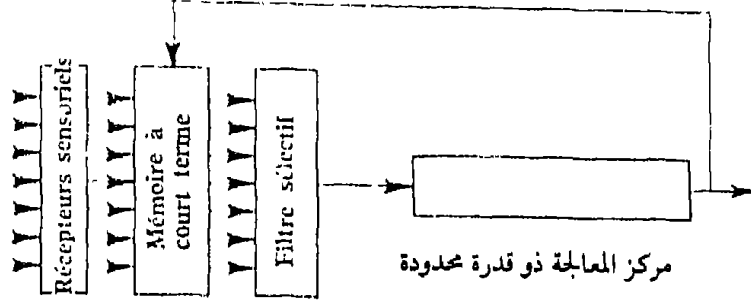 Récepteurs sensoriels
Mémoire à
court terme
Filtre sélectif
مركز المعالجة ذو قدرة محدودة